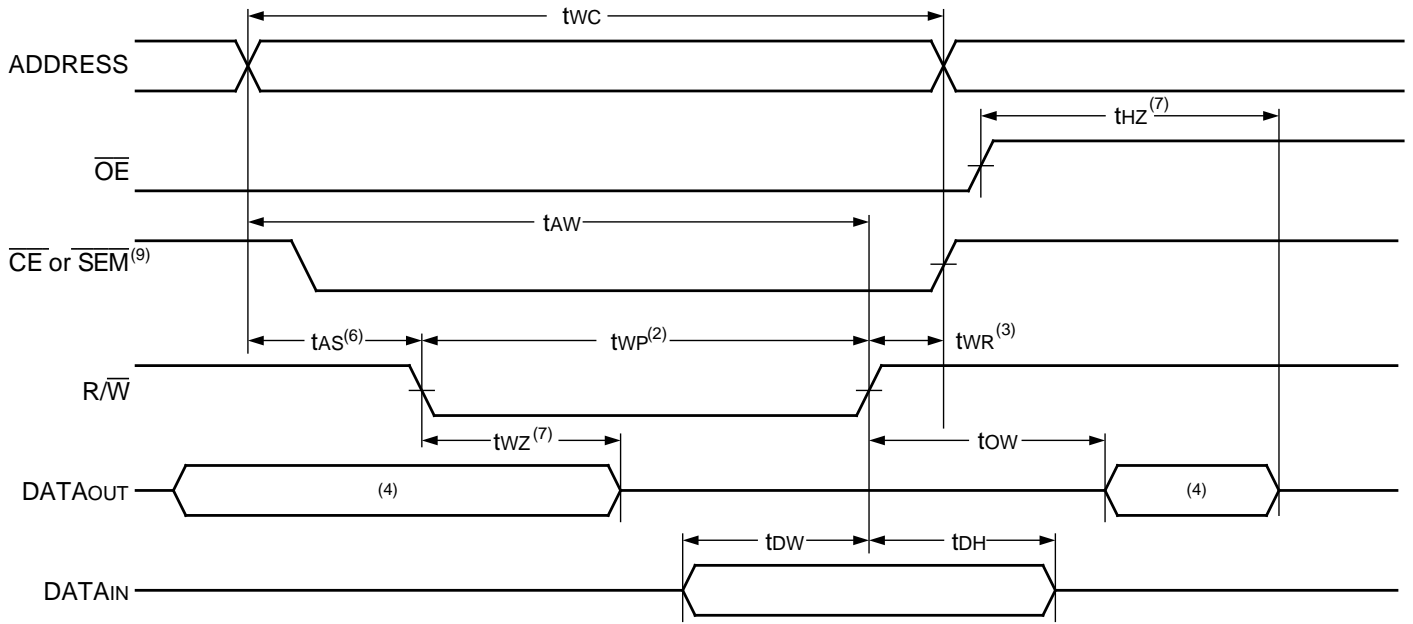 tWC
ADDRESS
tHZ(7)
OE
tAW
CE or SEM(9)
tAS(6) tWP(2) tWR(3)
R/W
tWZ(7) tOW
DATAOUT (4) (4)
tDW tDH
DATAIN